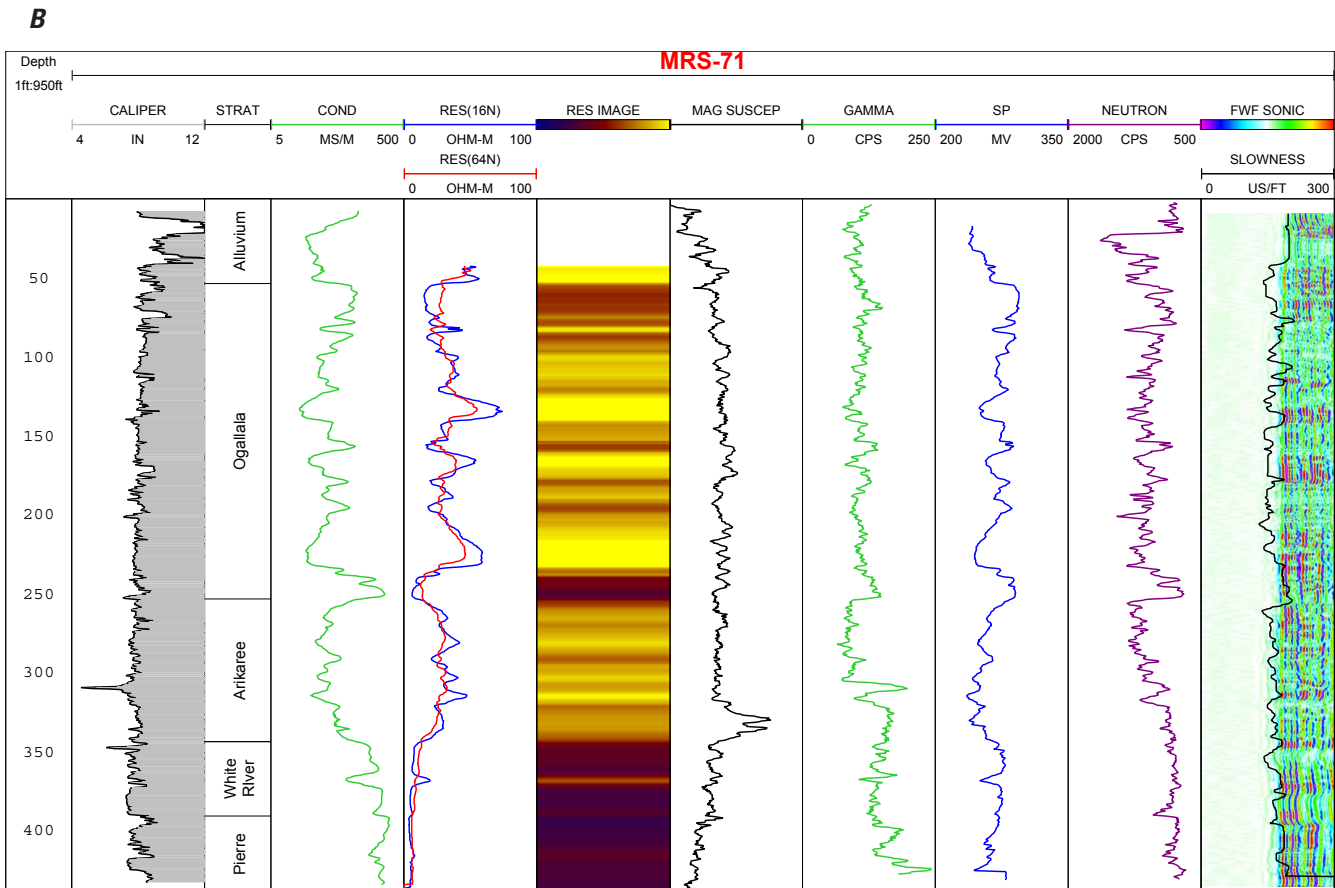 B
MRS-71
Depth
1ft:950ft
CALIPER STRAT COND RES(16N) RES IMAGE MAG SUSCEP GAMMA SP NEUTRON FWF SONIC
4 IN 12 5 MS/M 500 0 OHM-M 100 0 CPS 250 200 MV 350 2000 CPS 500
RES(64N) SLOWNESS
0 OHM-M 100 0 US/FT 300
Alluvium
50
100
Ogallala
150
200
250
Arikaree
300
350
White RIver
400
Pierre